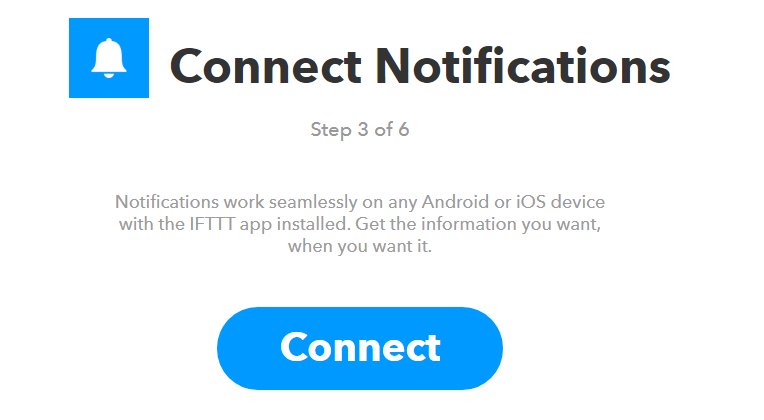 Connect Notifications
Step 3 of 6
Notifications work seamlessly on any Android or iOS device
with the IFTTT app installed. Get the information you want,
when you want it.
Connect